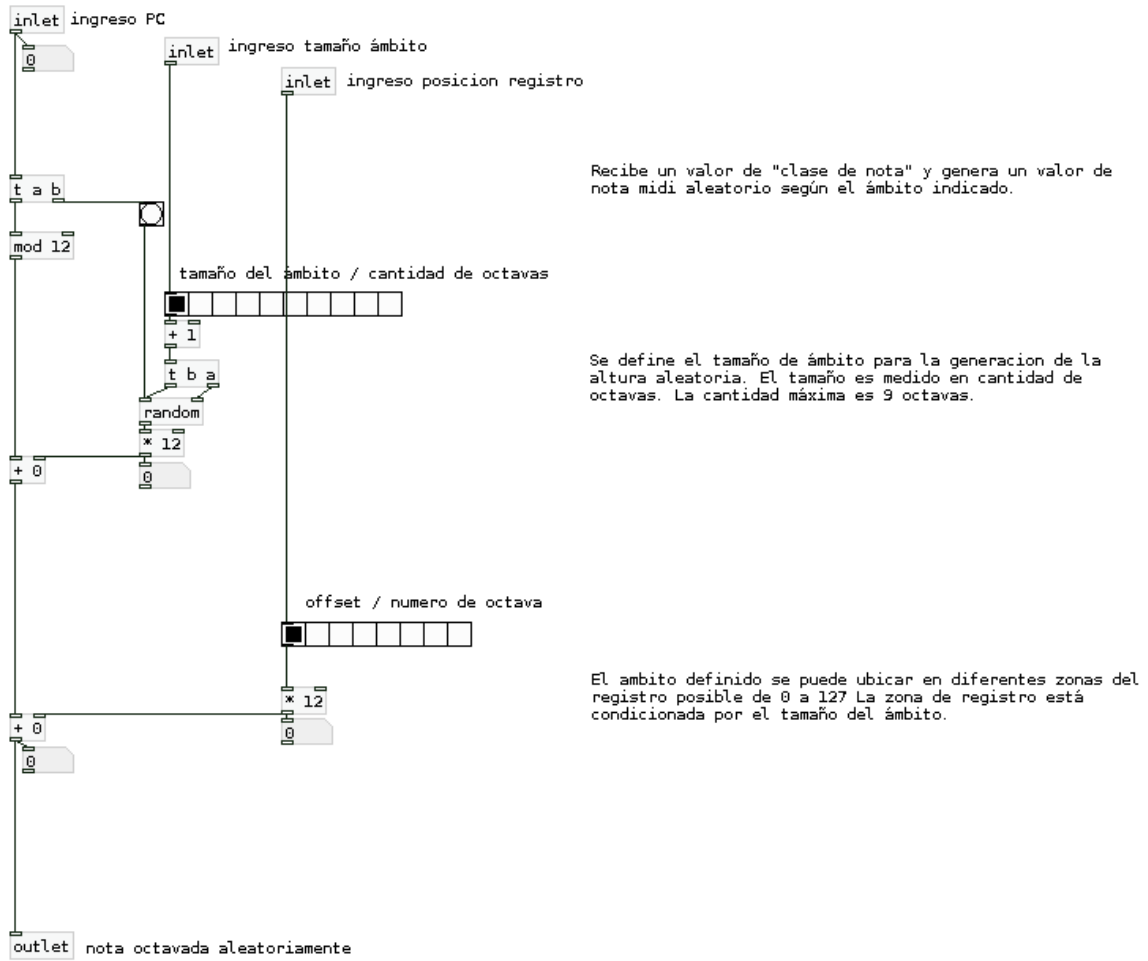 inlet ingreso PC
0
inlet ingreso tamaño ámbito
inlet ingreso posicion registro
Recibe un valor de "clase de nota" y genera un valor de
nota midi aleatorio según el ámbito indicado.
t a b
mod 12
tamaño del ámbito / cantidad de octavas
+ 1
Se define el tamaño de ámbito para la generacion de la
altura aleatoria. El tamaño es medido en cantidad de
octavas. La cantidad máxima es 9 octavas.
t b a
random
* 12
+ 0
0
offset / numero de octava
El ambito definido se puede ubicar en diferentes zonas del
registro posible de 0 a 127 La zona de registro está
condicionada por el tamaño del ámbito.
* 12
+ 0
0
0
outlet nota octavada aleatoriamente